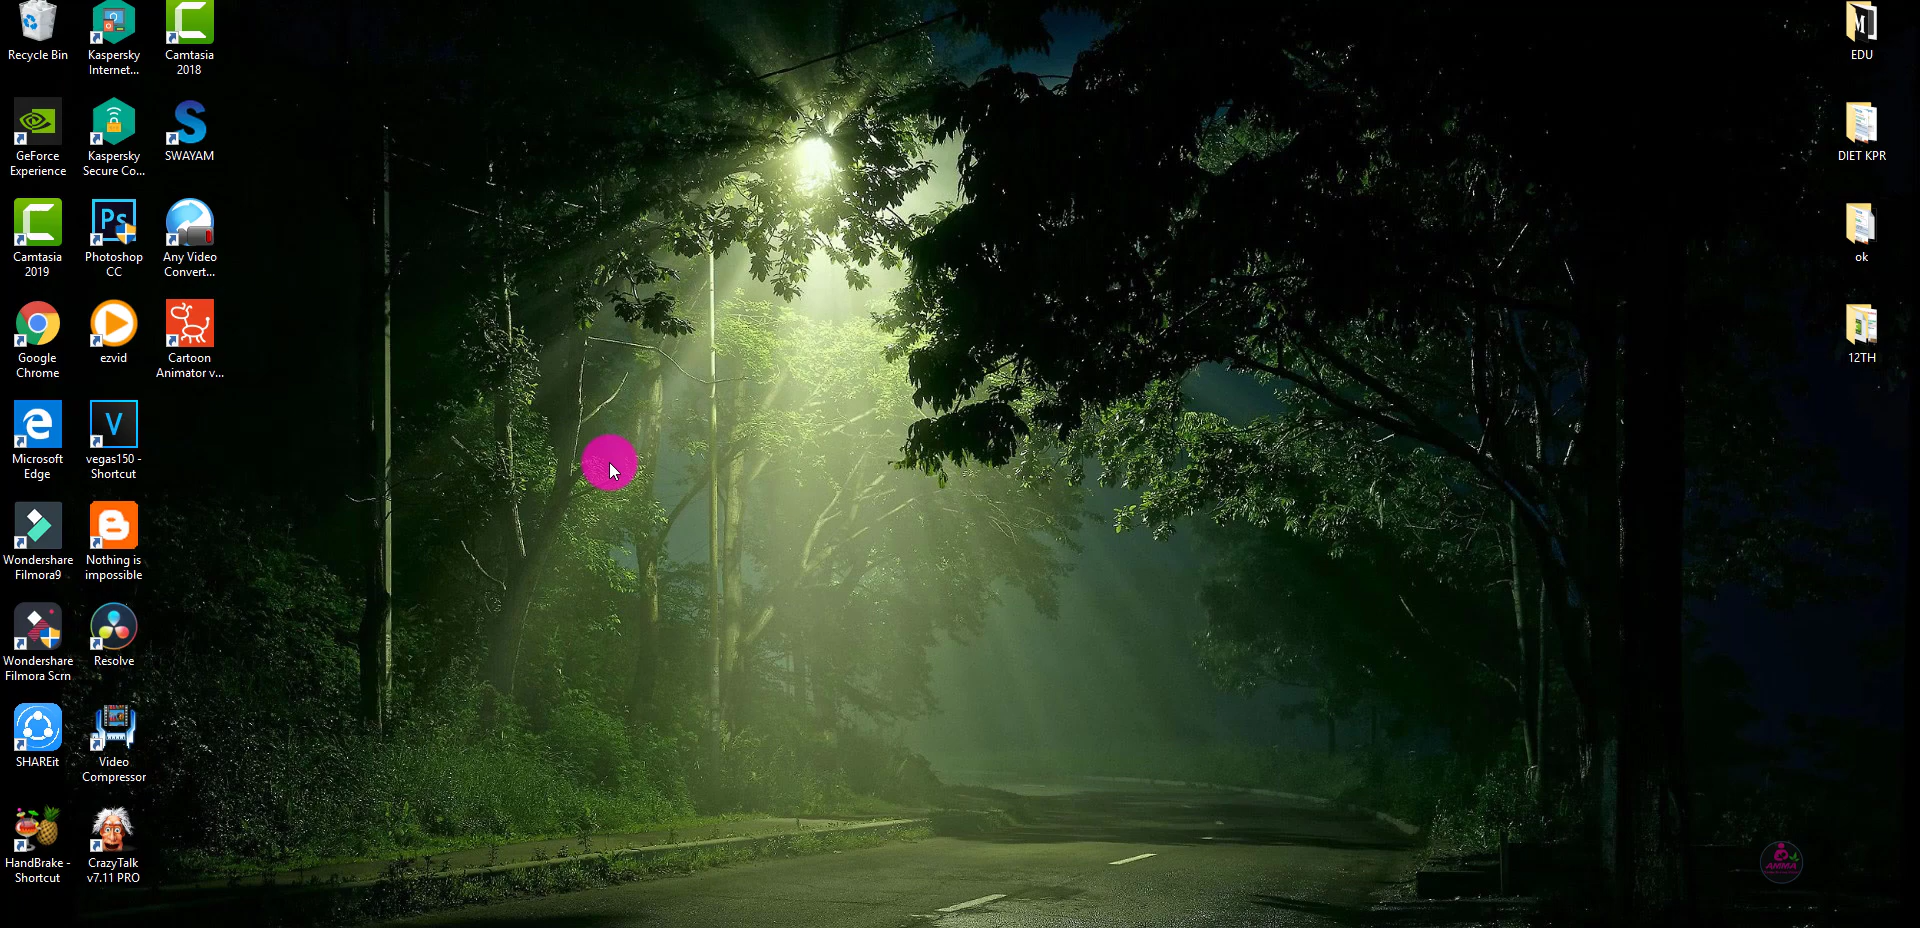 Recycle Bin
Kaspersky
Internet...
Camtasia
2018
GeForce
Experience
Kaspersky
Secure Co...
SWAYAM
Camtasia
2019
Ps
Photoshop
CC
Any Video
Convert...
Google
Chrome
ezvid
Cartoon
Animator v...
Microsoft
Edge
V
vegas150 -
Shortcut
Wondershare
Filmora9
Nothing is
impossible
Wondershare
Filmora Scrn
Resolve
SHAREit
Video
Compressor
HandBrake -
Shortcut
CrazyTalk
v7.11 PRO
EDU
DIET KPR
ok
12TH
AMMA